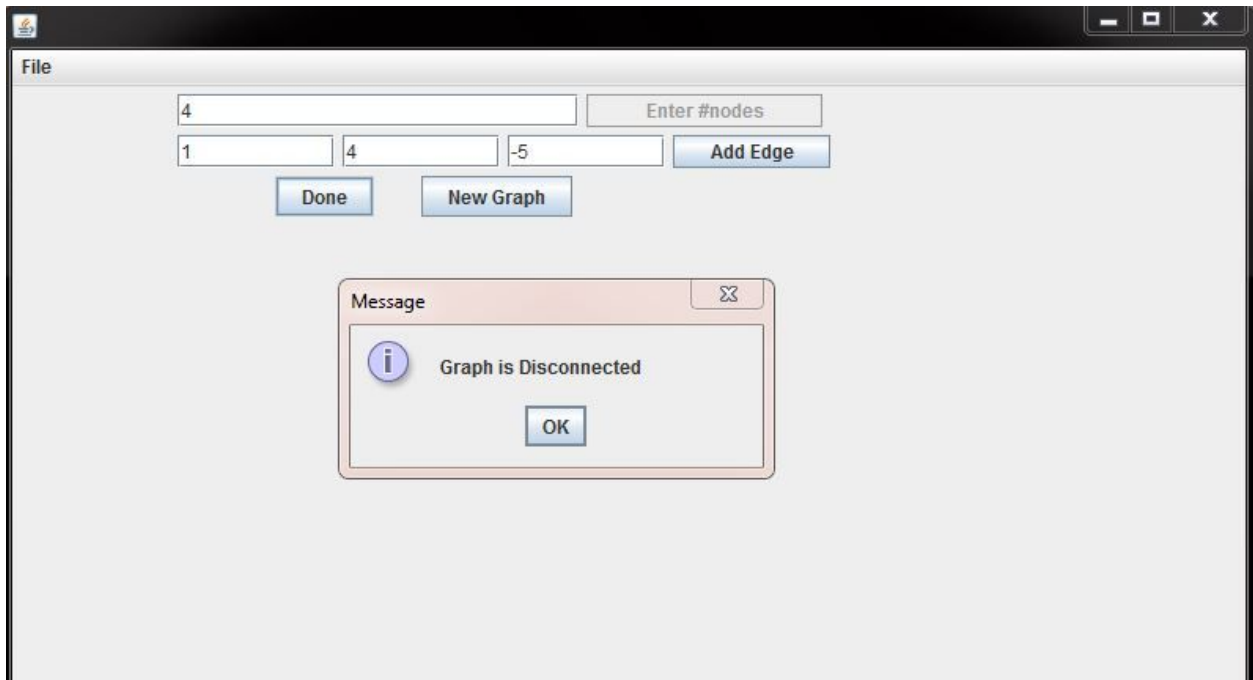 File
4 Enter #nodes
1 4 -5 Add Edge
Done New Graph
Message
i Graph is Disconnected
OK